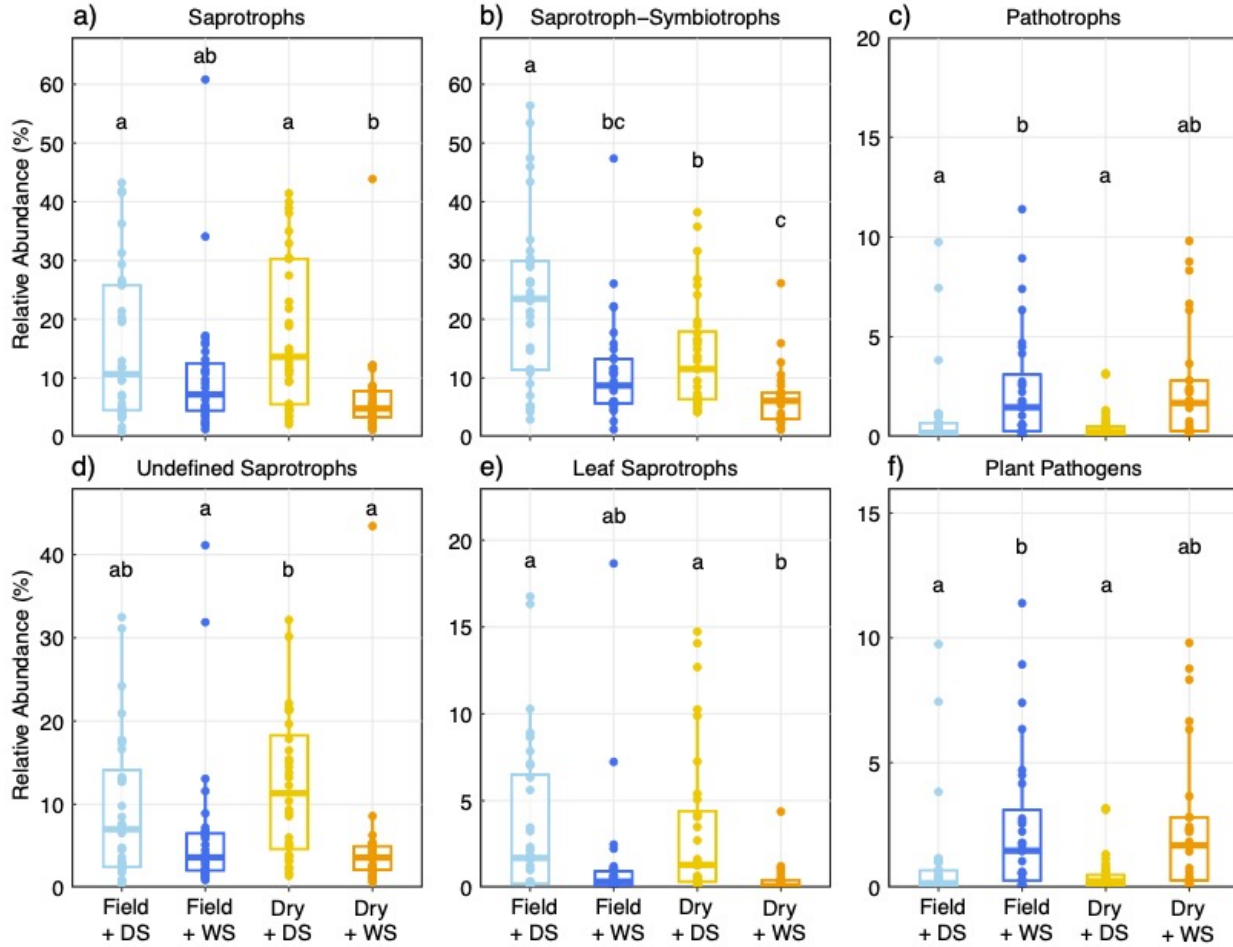 a) Saprotrophs
b) Saprotroph–Symbiotrophs
c) Pathotrophs
Relative Abundance (%)
60
50
40
30
20
10
0
a
ab
a
b
60
50
40
30
20
10
0
a
bc
b
c
20
15
10
5
0
a
b
a
ab
d) Undefined Saprotrophs
e) Leaf Saprotrophs
f) Plant Pathogens
Relative Abundance (%)
40
30
20
10
0
ab
a
b
a
20
15
10
5
0
a
ab
a
b
15
10
5
0
a
b
a
ab
Field
+ DS
Field
+ WS
Dry
+ DS
Dry
+ WS
Field
+ DS
Field
+ WS
Dry
+ DS
Dry
+ WS
Field
+ DS
Field
+ WS
Dry
+ DS
Dry
+ WS